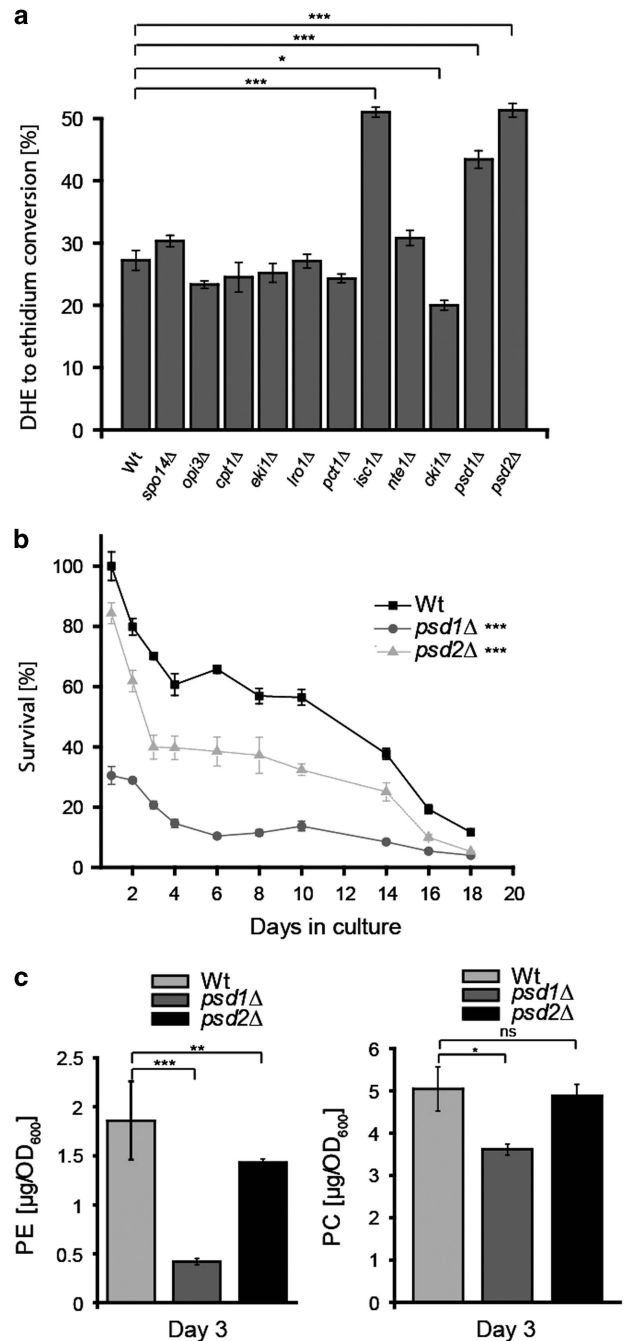 a
***
***
*
***
DHE to ethidium conversion [%]
50
40
30
20
10
0
Wt
spo14Δ
opi3Δ
cpt1Δ
eki1Δ
lro1Δ
pct1Δ
isc1Δ
nte1Δ
cki1Δ
psd1Δ
psd2Δ
b
Survival [%]
100
80
60
40
20
0
Wt
psd1Δ ***
psd2Δ ***
2 4 6 8 10 12 14 16 18 20
Days in culture
c
Wt
psd1Δ
psd2Δ
**
***
PE [µg/OD600]
2.5
2
1.5
1
0.5
0
Day 3
Wt
psd1Δ
psd2Δ
ns
*
PC [µg/OD600]
6
5
4
3
2
1
0
Day 3